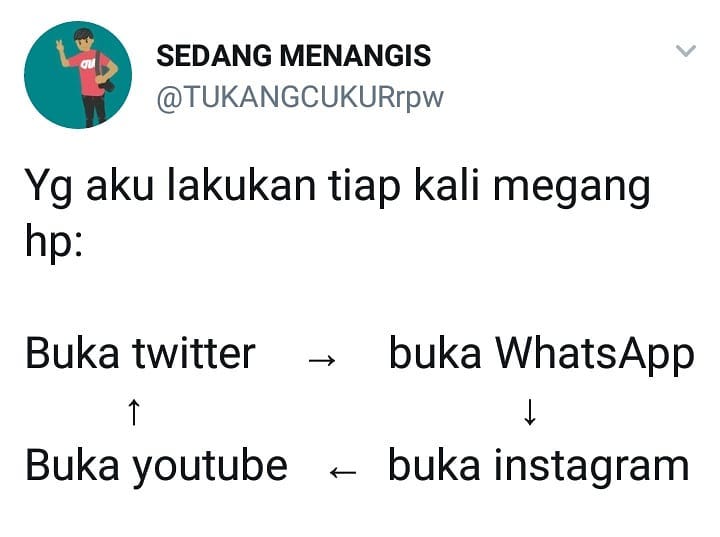 SEDANG MENANGIS
@TUKANGCUKURrpw
Yg aku lakukan tiap kali megang
hp:
Buka twitter → buka WhatsApp
↑ ↓
Buka youtube ← buka instagram